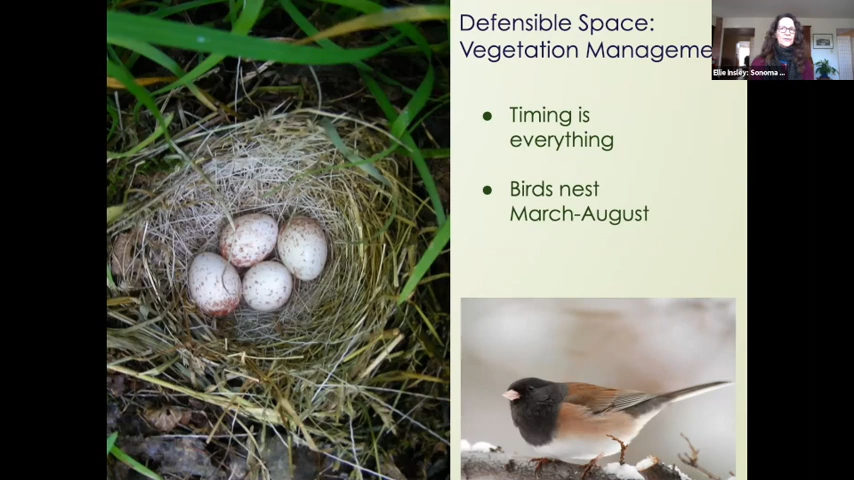 Defensible Space:
Vegetation Manageme
Ellie Insley: Sonoma ...
● Timing is
everything
● Birds nest
March-August